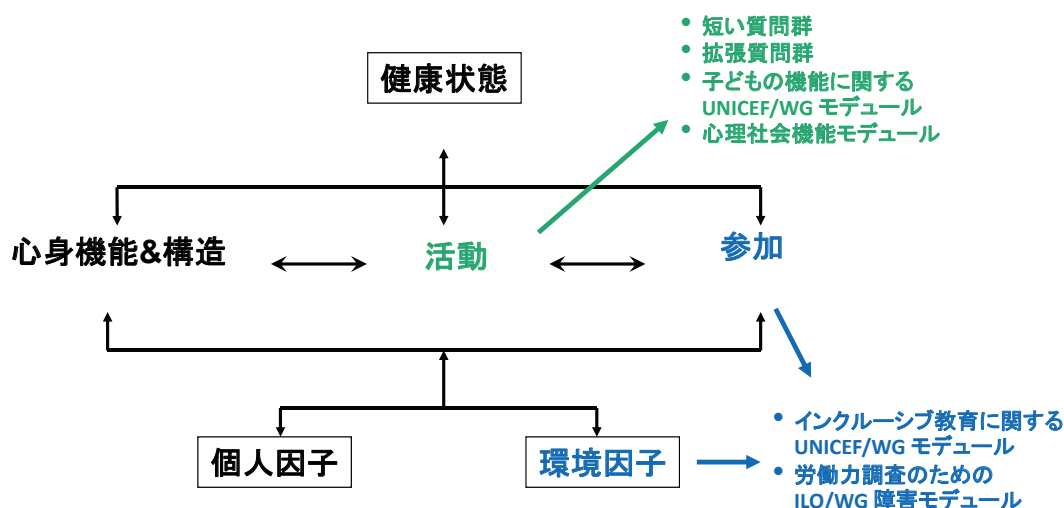 健康状態
• 短い質問群
• 拡張質問群
• 子どもの機能に関する
UNICEF/WG モデュール
• 心理社会機能モデュール
心身機能&構造
活動
参加
個人因子
環境因子
• インクルーシブ教育に関する
UNICEF/WG モデュール
• 労働力調査のための
ILO/WG 障害モデュール